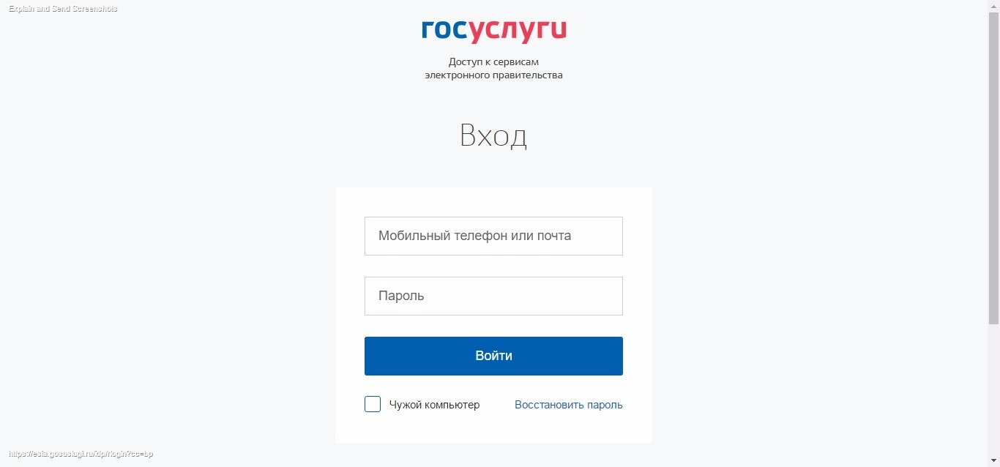 Explain and Send Screenshots
госуслуги
Доступ к сервисам
электронного правительства
Вход
Мобильный телефон или почта
Пароль
Войти
Чужой компьютер Восстановить пароль
https://esia.gosuslugi.ru/idp/rlogin?cc=bp